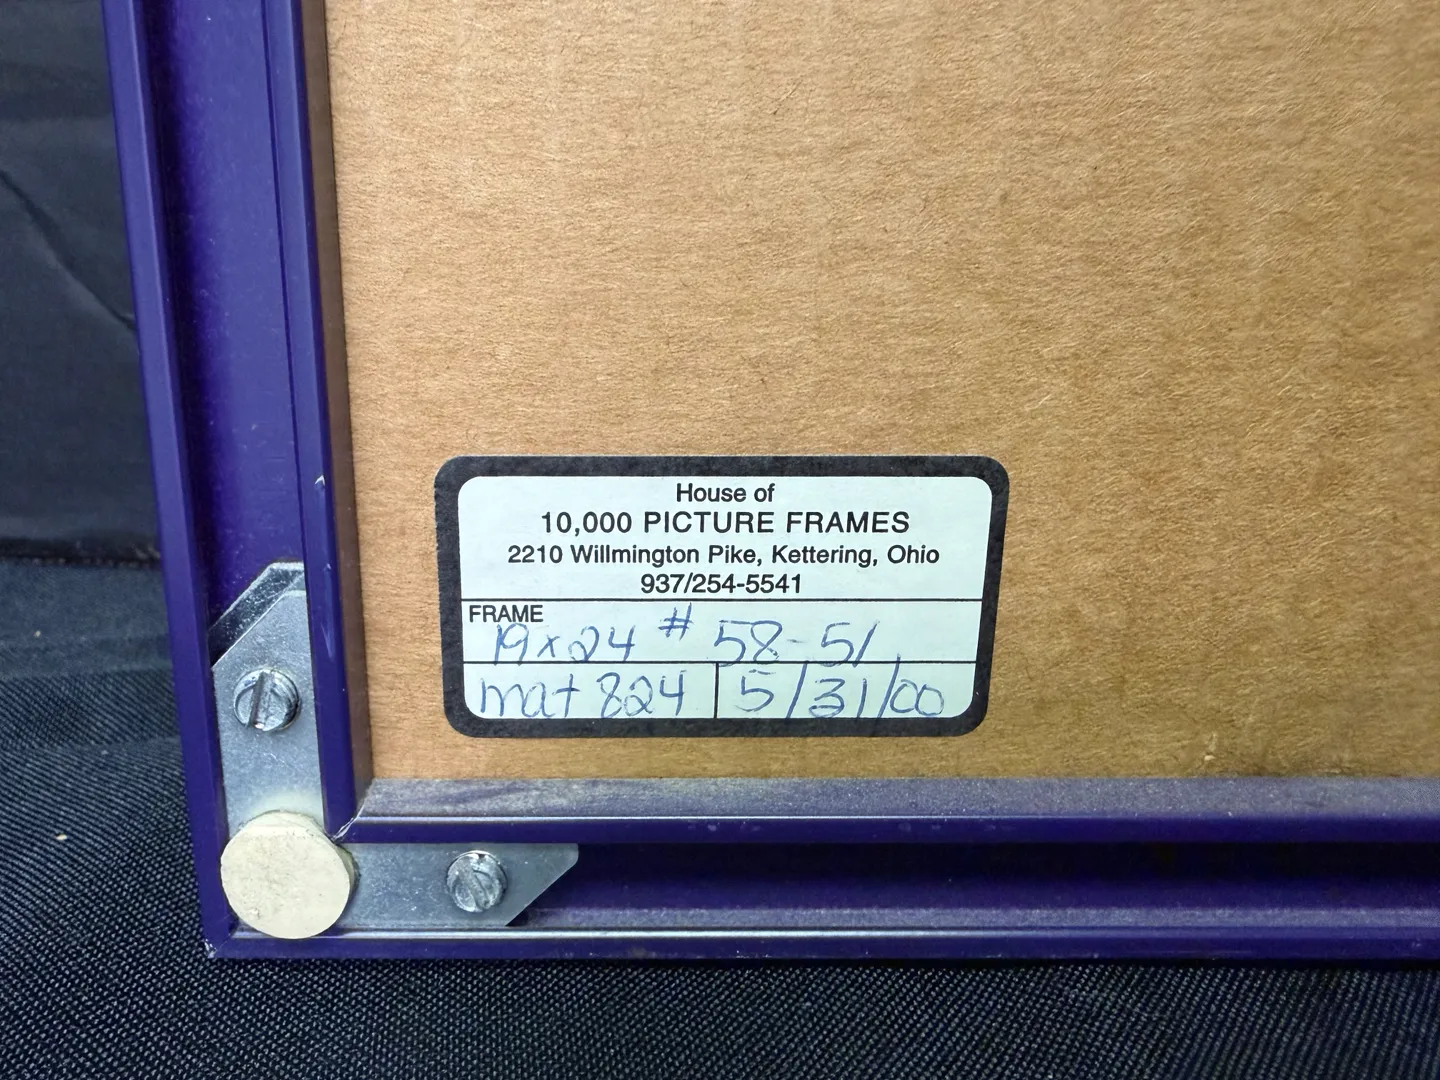 House of
10,000 PICTURE FRAMES
2210 Willmington Pike, Kettering, Ohio
937/254-5541
FRAME
19x24 # 58-51
mat 824 5/31/00